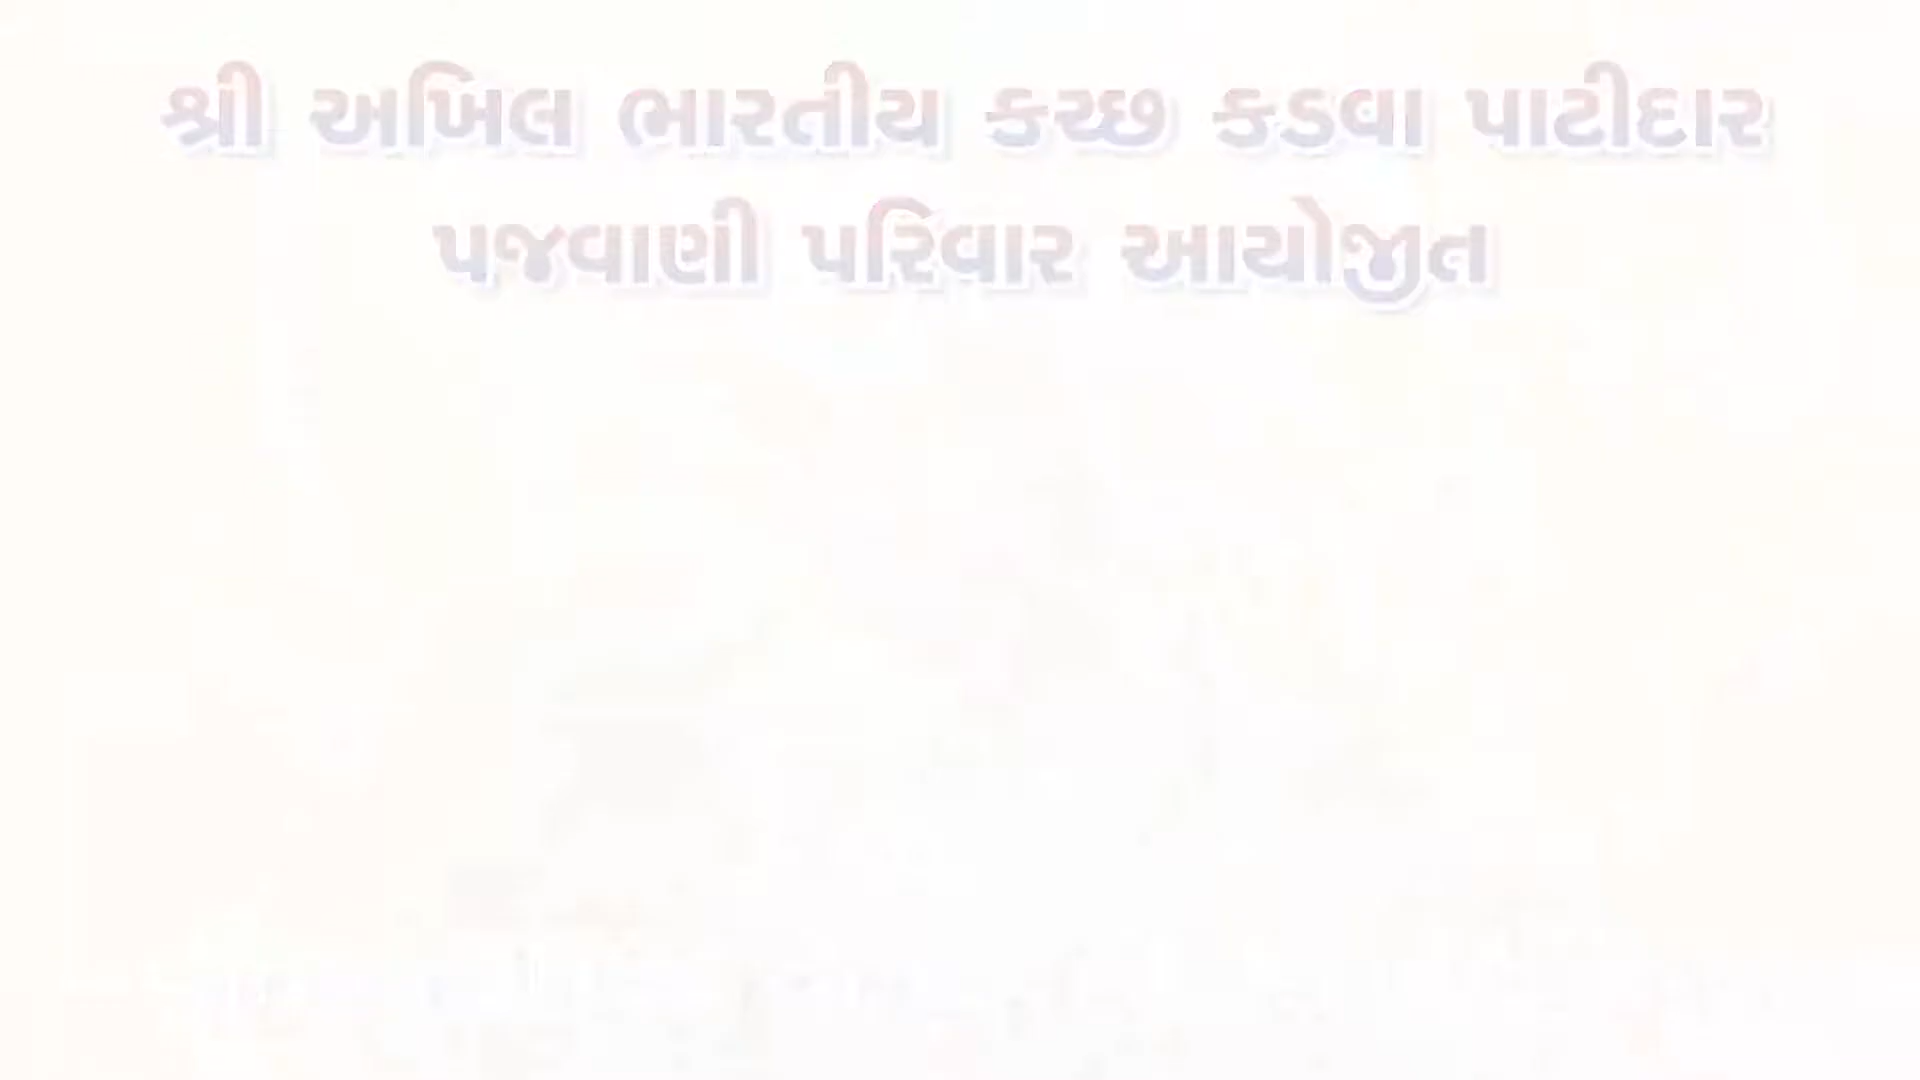 શ્રી અખિલ ભારતીય કચ્છ કડવા પાટીદાર
પજવાણી પરિવાર આયોજીત